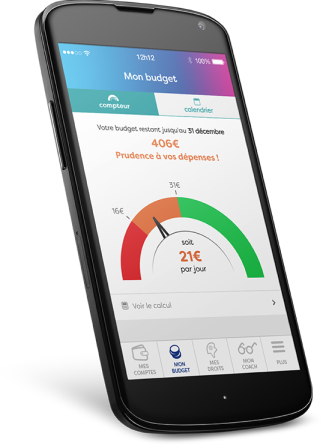 12h12
100%
Mon budget
compteur
calendrier
Votre budget restant jusqu'au 31 décembre
406€
Prudence à vos dépenses !
31€
16€
soit
21€
par jour
Voir le calcul
MES COMPTES
MON BUDGET
MES DROITS
MON COACH
PLUS